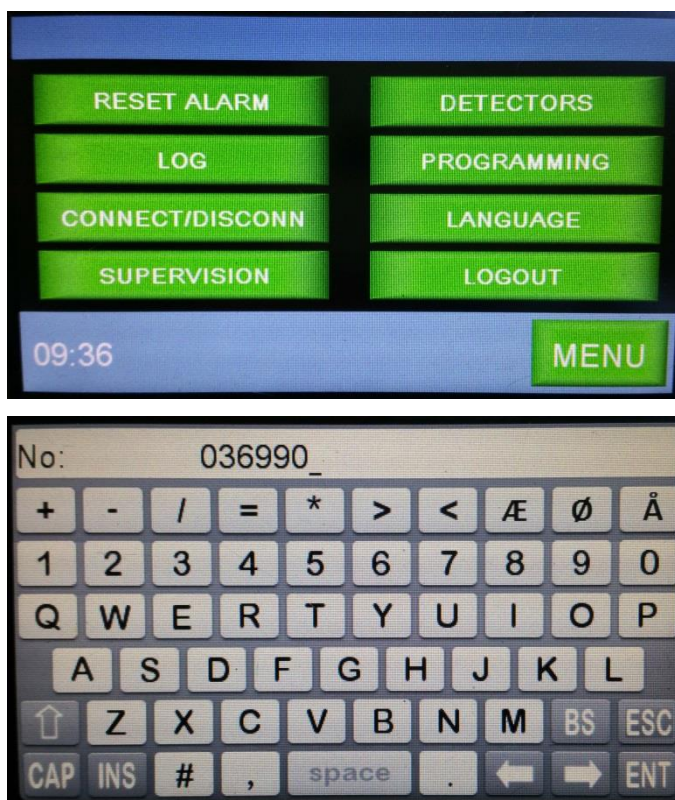 RESET ALARM DETECTORS
LOG PROGRAMMING
CONNECT/DISCONN LANGUAGE
SUPERVISION LOGOUT
09:36 MENU
No: 036990_
+ - / = * > < Æ Ø Å
1 2 3 4 5 6 7 8 9 0
Q W E R T Y U I O P
A S D F G H J K L
Z X C V B N M BS ESC
CAP INS # , space . ENT